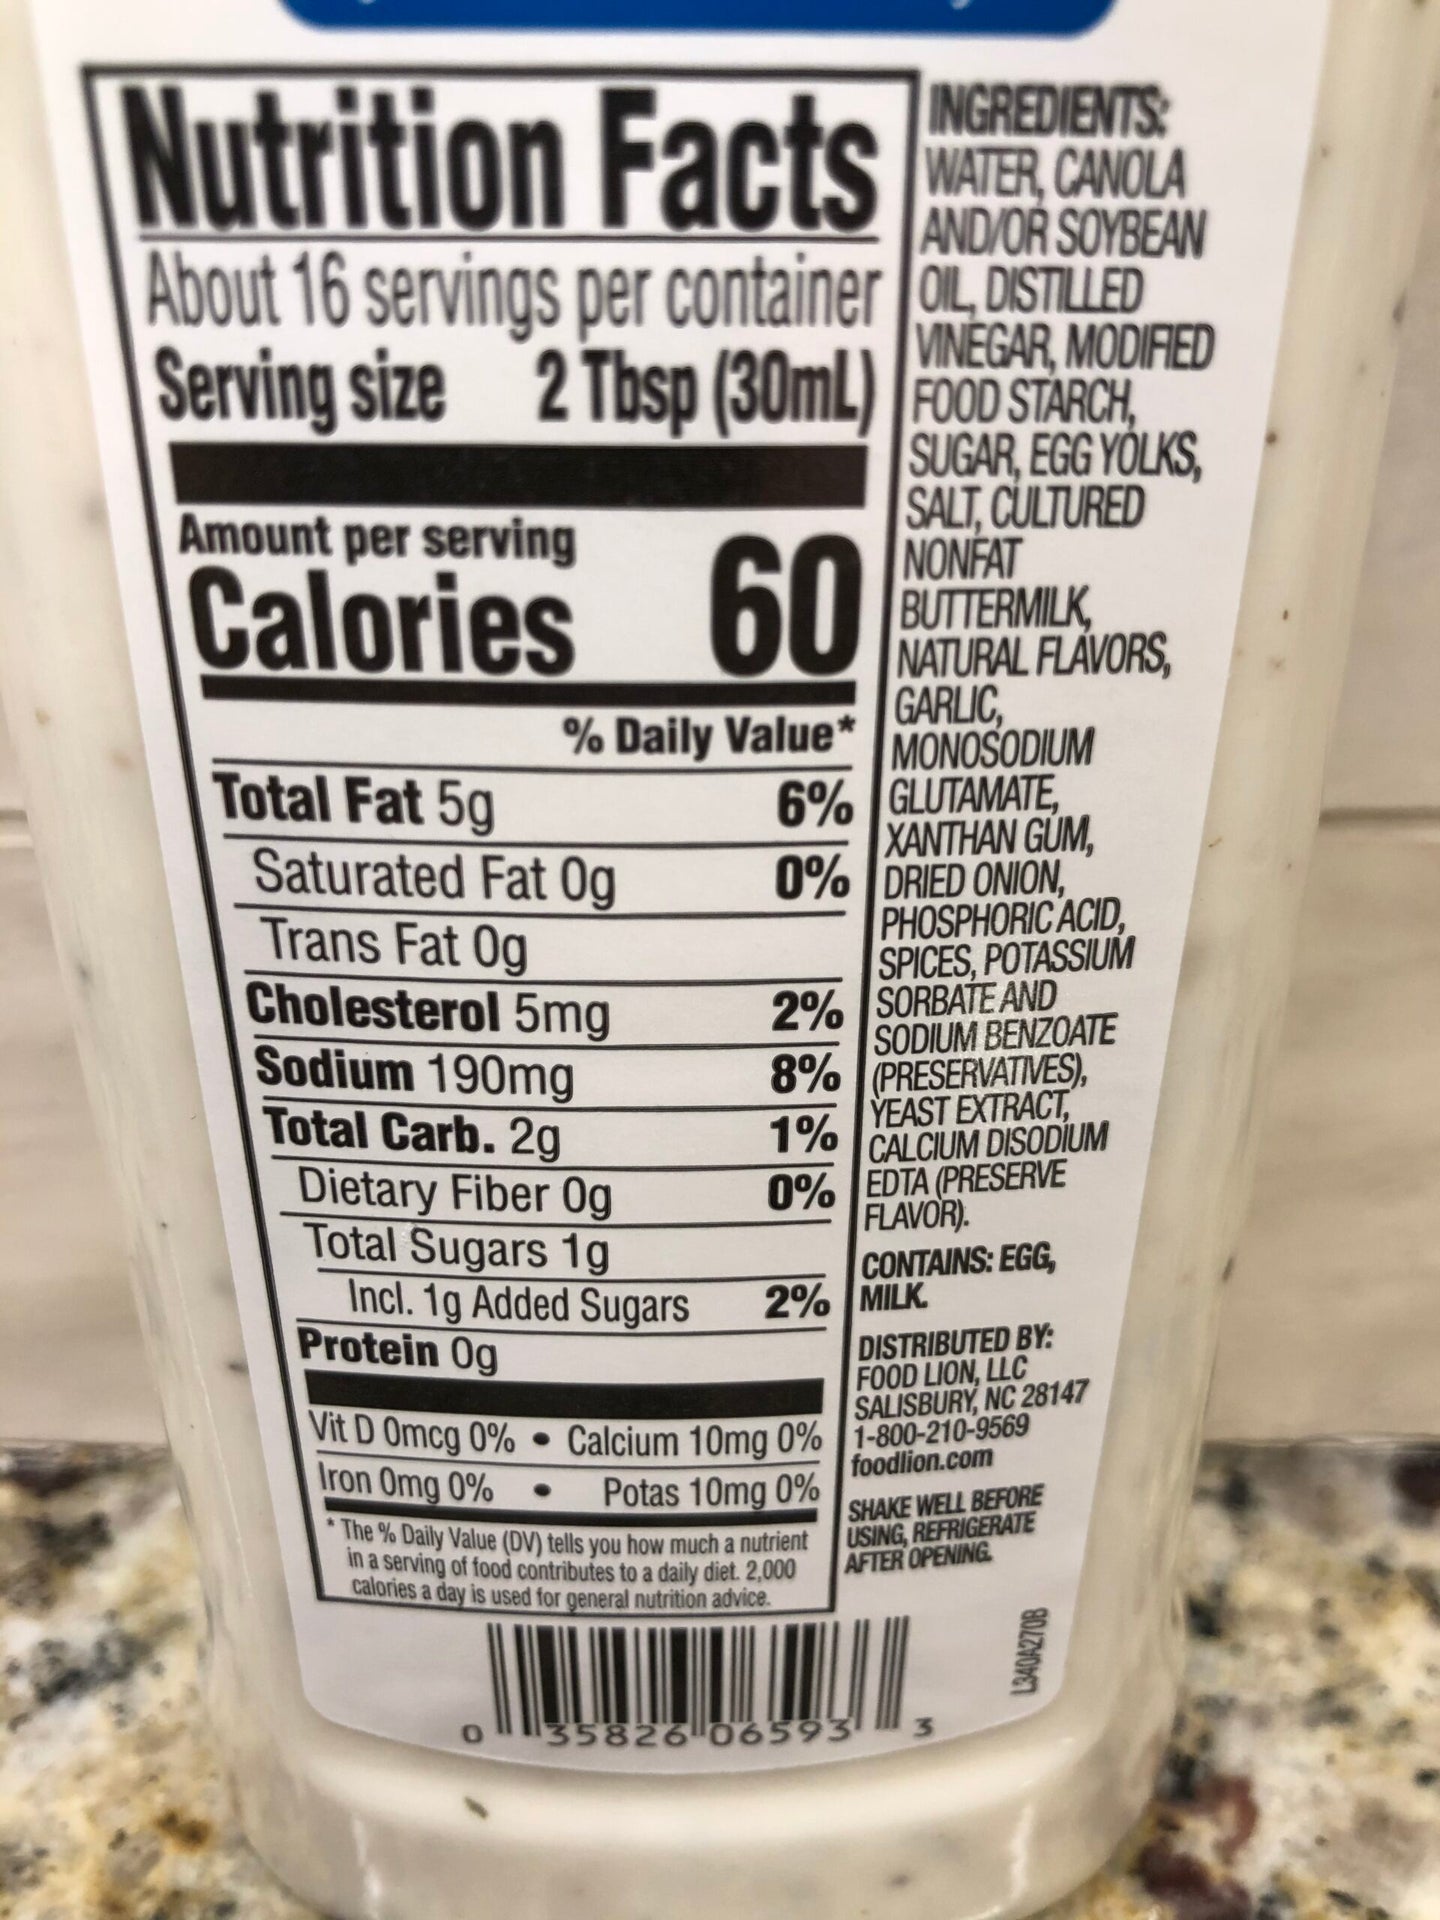 Nutrition Facts
About 16 servings per container
Serving size 2 Tbsp (30mL)
Amount per serving
Calories 60
% Daily Value*
Total Fat 5g 6%
Saturated Fat 0g 0%
Trans Fat 0g
Cholesterol 5mg 2%
Sodium 190mg 8%
Total Carb. 2g 1%
Dietary Fiber 0g 0%
Total Sugars 1g
Incl. 1g Added Sugars 2%
Protein 0g
Vit D 0mcg 0% • Calcium 10mg 0%
Iron 0mg 0% • Potas 10mg 0%
* The % Daily Value (DV) tells you how much a nutrient
in a serving of food contributes to a daily diet. 2,000
calories a day is used for general nutrition advice.
INGREDIENTS:
WATER, CANOLA
AND/OR SOYBEAN
OIL, DISTILLED
VINEGAR, MODIFIED
FOOD STARCH,
SUGAR, EGG YOLKS,
SALT, CULTURED
NONFAT
BUTTERMILK,
NATURAL FLAVORS,
GARLIC,
MONOSODIUM
GLUTAMATE,
XANTHAN GUM,
DRIED ONION,
PHOSPHORIC ACID,
SPICES, POTASSIUM
SORBATE AND
SODIUM BENZOATE
(PRESERVATIVES),
YEAST EXTRACT,
CALCIUM DISODIUM
EDTA (PRESERVE
FLAVOR).
CONTAINS: EGG,
MILK.
DISTRIBUTED BY:
FOOD LION, LLC
SALISBURY, NC 28147
1-800-210-9569
foodlion.com
SHAKE WELL BEFORE
USING, REFRIGERATE
AFTER OPENING.
L340A270B
0 35826 06593 3